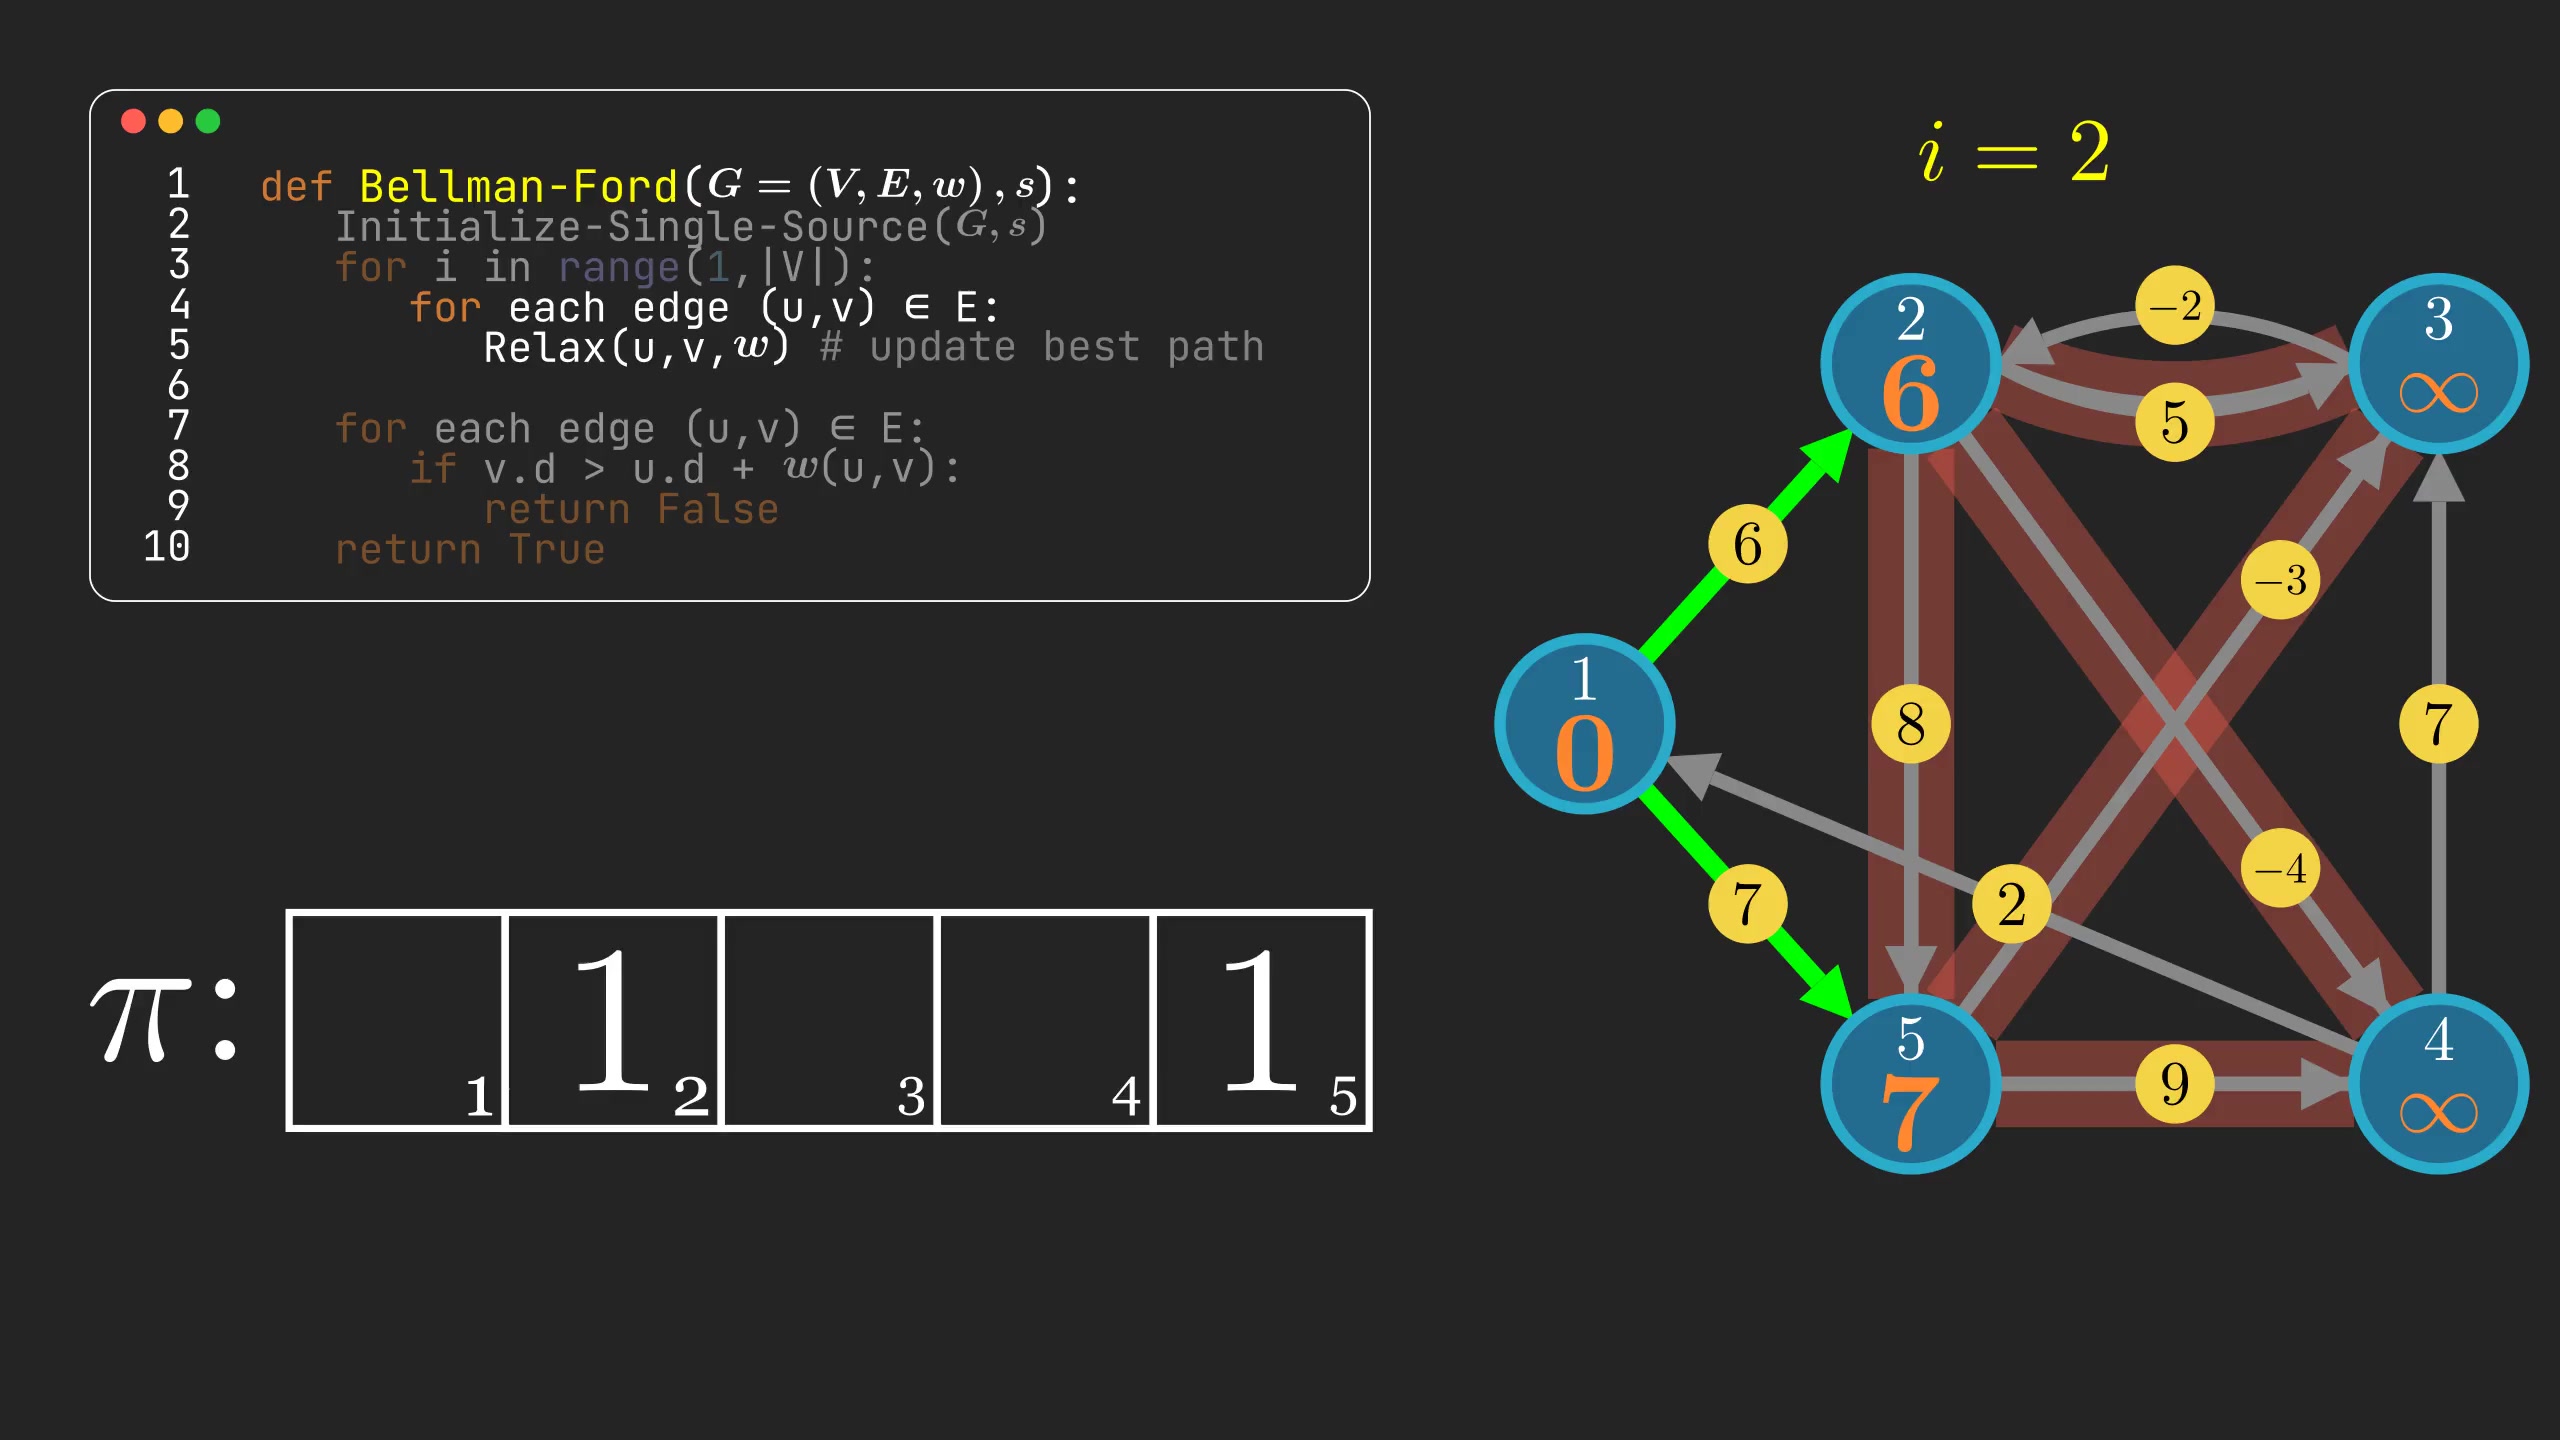 1 def Bellman-Ford(G = (V, E, w), s):
2 Initialize-Single-Source(G, s)
3 for i in range(1,|V|):
4 for each edge (u,v) ∈ E:
5 Relax(u,v,w) # update best path
6
7 for each edge (u,v) ∈ E:
8 if v.d > u.d + w(u,v):
9 return False
10 return True
π:
1
1 2
3
4
1 5
i = 2
−2
2
6
3
∞
5
6
−3
1
0
8
7
7
2
−4
5
7
9
4
∞